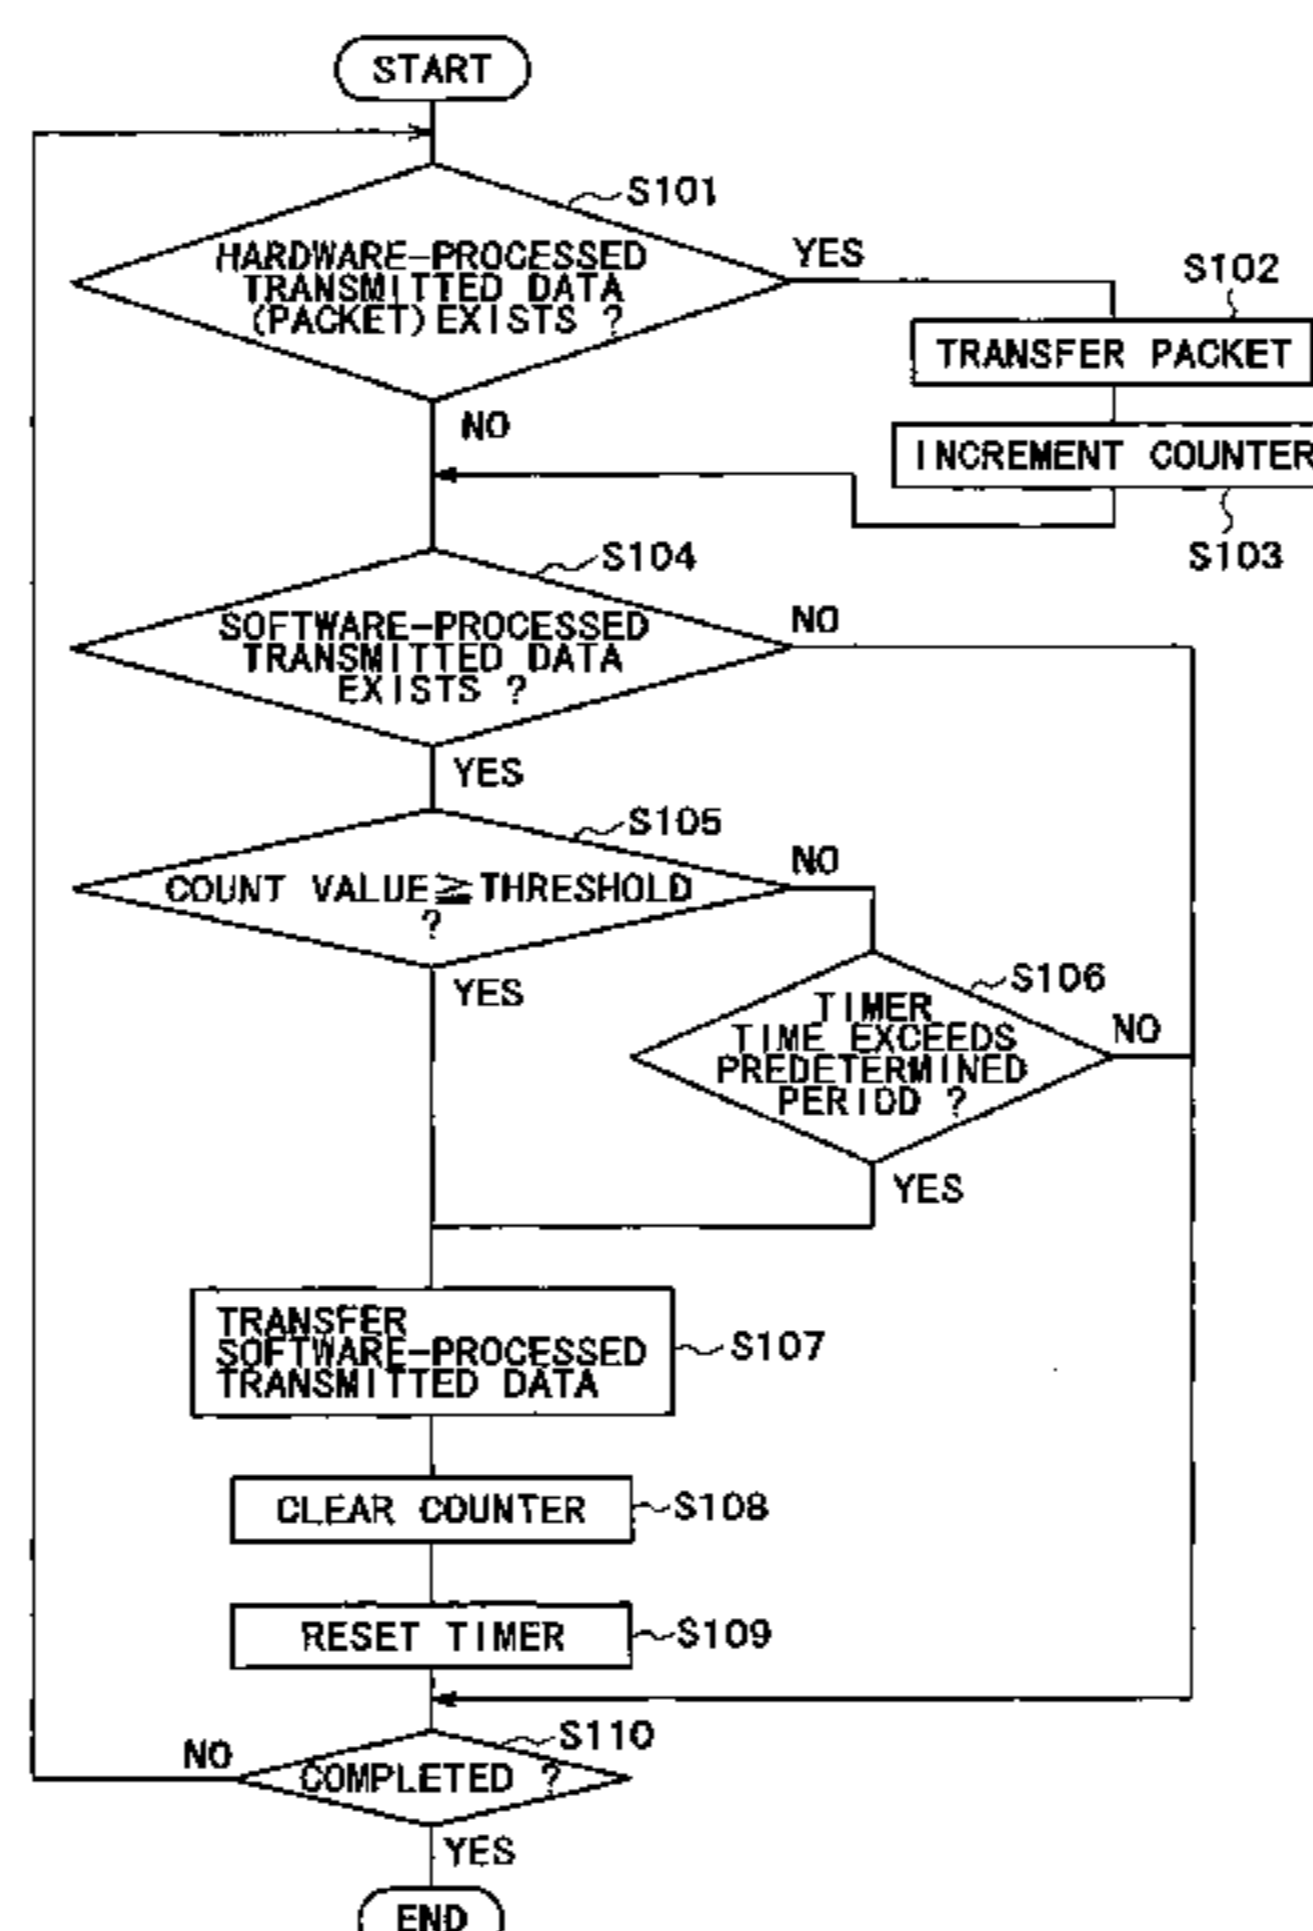 START
S101
HARDWARE-PROCESSED
TRANSMITTED DATA
(PACKET) EXISTS ?
YES
S102
TRANSFER PACKET
NO
INCREMENT COUNTER
S103
S104
SOFTWARE-PROCESSED
TRANSMITTED DATA
EXISTS ?
NO
YES
S105
COUNT VALUE≧THRESHOLD
?
NO
YES
S106
TIMER
TIME EXCEEDS
PREDETERMINED
PERIOD ?
NO
YES
TRANSFER
SOFTWARE-PROCESSED
TRANSMITTED DATA
S107
CLEAR COUNTER
S108
RESET TIMER
S109
S110
NO
COMPLETED ?
YES
END